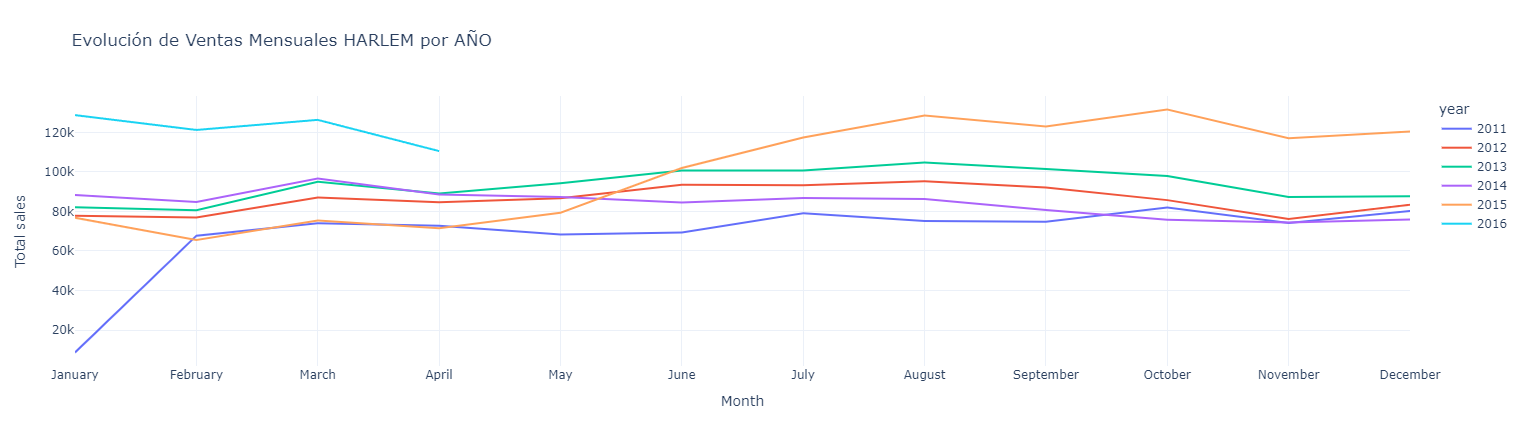 Evolución de Ventas Mensuales HARLEM por AÑO
Total sales
120k
100k
80k
60k
40k
20k
January February March April May June July August September October November December
Month
year
2011
2012
2013
2014
2015
2016